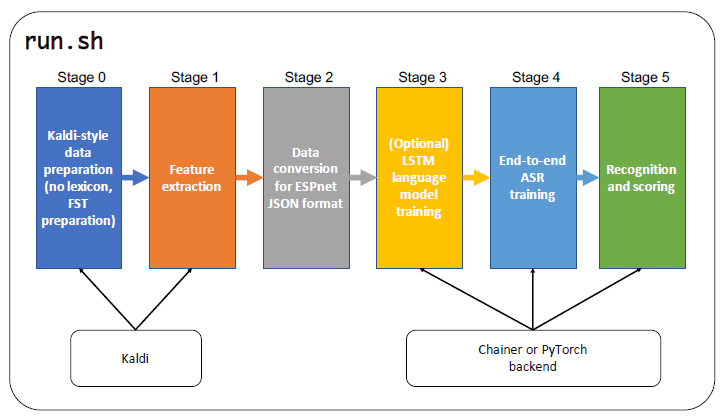 run.sh
Stage 0
Stage 1
Stage 2
Stage 3
Stage 4
Stage 5
Kaldi-style
data
preparation
(no lexicon,
FST
preparation)
Feature
extraction
Data
conversion
for ESPnet
JSON format
(Optional)
LSTM
language
model
training
End-to-end
ASR
training
Recognition
and scoring
Kaldi
Chainer or PyTorch
backend